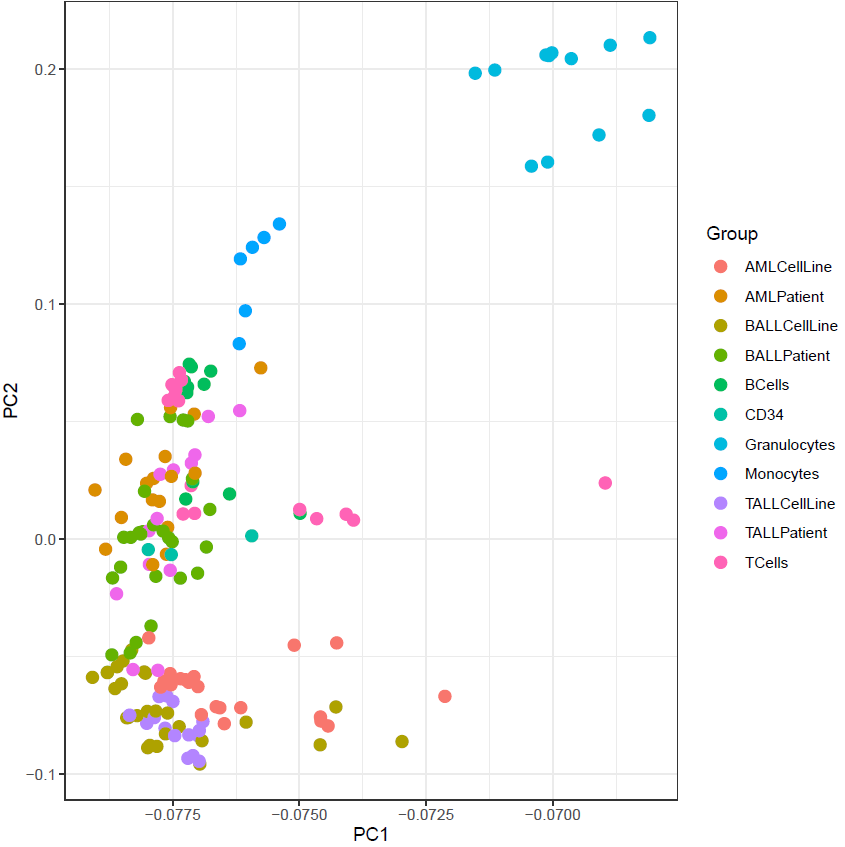 0.2
0.1
0.0
−0.1
PC2
−0.0775
−0.0750
−0.0725
−0.0700
PC1
Group
AMLCellLine
AMLPatient
BALLCellLine
BALLPatient
BCells
CD34
Granulocytes
Monocytes
TALLCellLine
TALLPatient
TCells